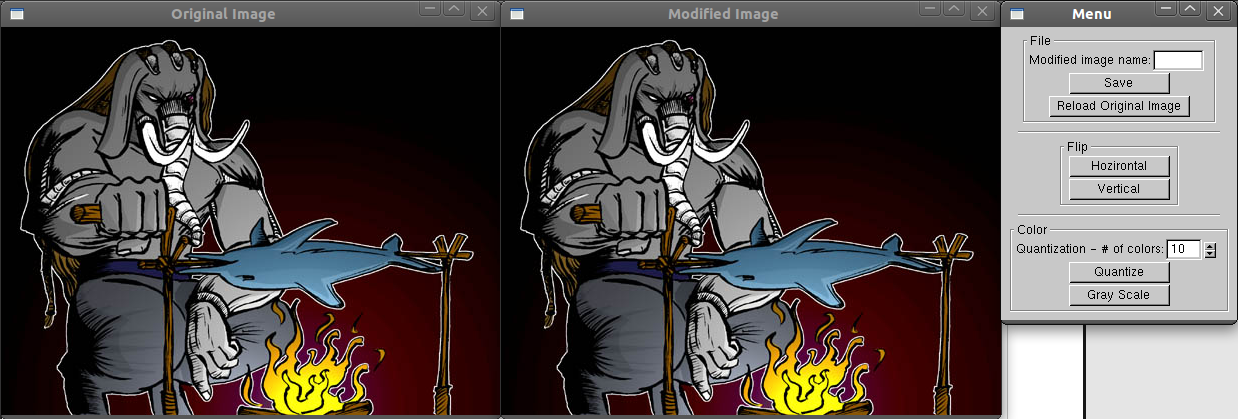 Original Image
Modified Image
Menu
File
Modified image name:
Save
Reload Original Image
Flip
Hozirontal
Vertical
Color
Quantization - # of colors: 10
Quantize
Gray Scale